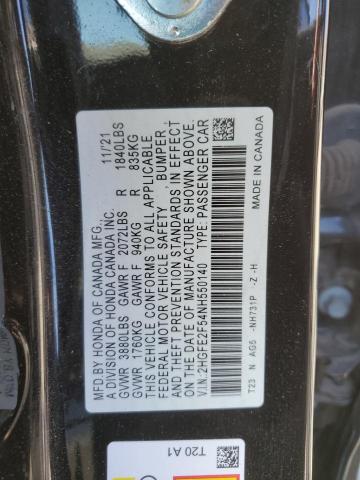 MFD. BY HONDA OF CANADA MFG.,
A DIVISION OF HONDA CANADA INC. 11/21
GVWR 3880LBS GAWR F 2072LBS R 1840LBS
GVWR 1760KG GAWR F 940KG R 835KG
THIS VEHICLE CONFORMS TO ALL APPLICABLE
FEDERAL MOTOR VEHICLE SAFETY, BUMPER,
AND THEFT PREVENTION STANDARDS IN EFFECT
ON THE DATE OF MANUFACTURE SHOWN ABOVE.
V.I.N.:2HGFE2F54NH550140 TYPE: PASSENGER CAR
T23 N AG5 -NH731P -Z -H
MADE IN CANADA
T20 A1